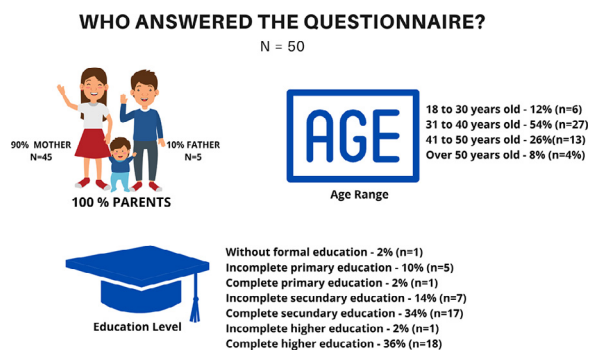 WHO ANSWERED THE QUESTIONNAIRE?
N = 50
90% MOTHER
N=45
10% FATHER
N=5
100 % PARENTS
AGE
Age Range
18 to 30 years old - 12% (n=6)
31 to 40 years old - 54% (n=27)
41 to 50 years old - 26%(n=13)
Over 50 years old - 8% (n=4%)
Education Level
Without formal education - 2% (n=1)
Incomplete primary education - 10% (n=5)
Complete primary education - 2% (n=1)
Incomplete secundary education - 14% (n=7)
Complete secundary education - 34% (n=17)
Incomplete higher education - 2% (n=1)
Complete higher education - 36% (n=18)